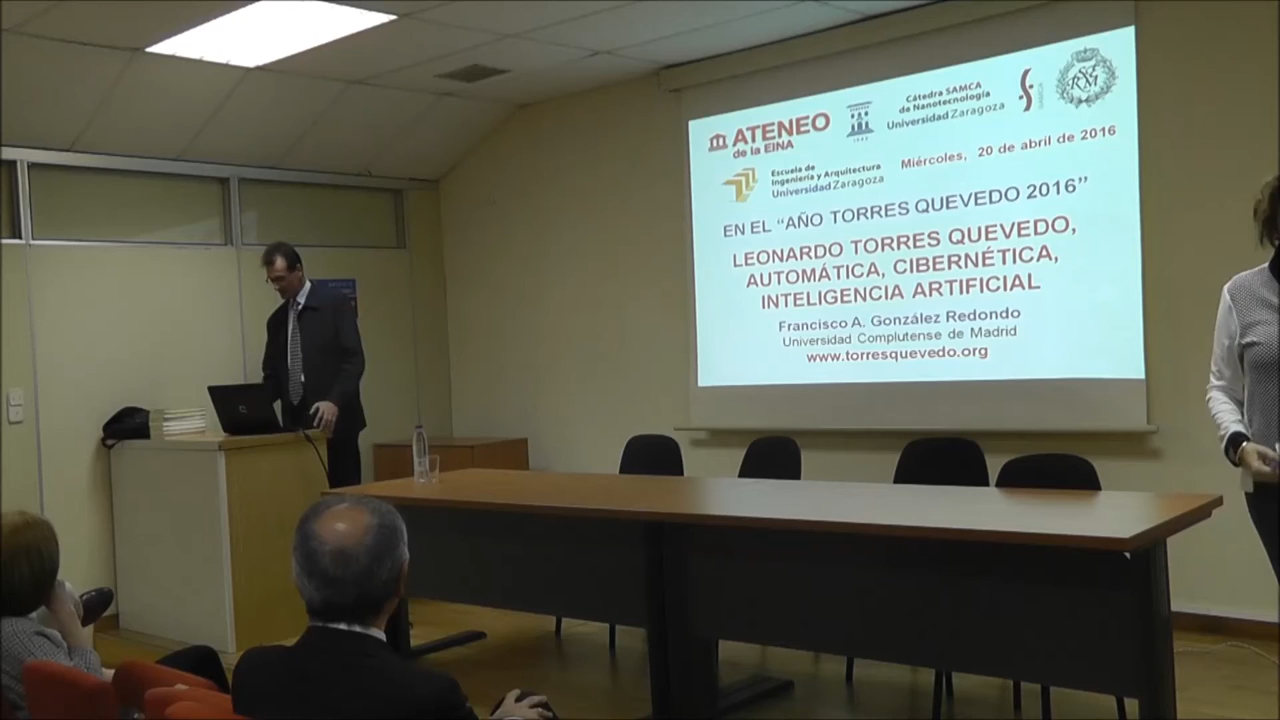 ATENEO
de la EINA
Cátedra SAMCA
de Nanotecnología
Universidad Zaragoza
SAMCA
Escuela de
Ingeniería y Arquitectura
Universidad Zaragoza
Miércoles, 20 de abril de 2016
EN EL “AÑO TORRES QUEVEDO 2016”
LEONARDO TORRES QUEVEDO,
AUTOMÁTICA, CIBERNÉTICA,
INTELIGENCIA ARTIFICIAL
Francisco A. González Redondo
Universidad Complutense de Madrid
www.torresquevedo.org